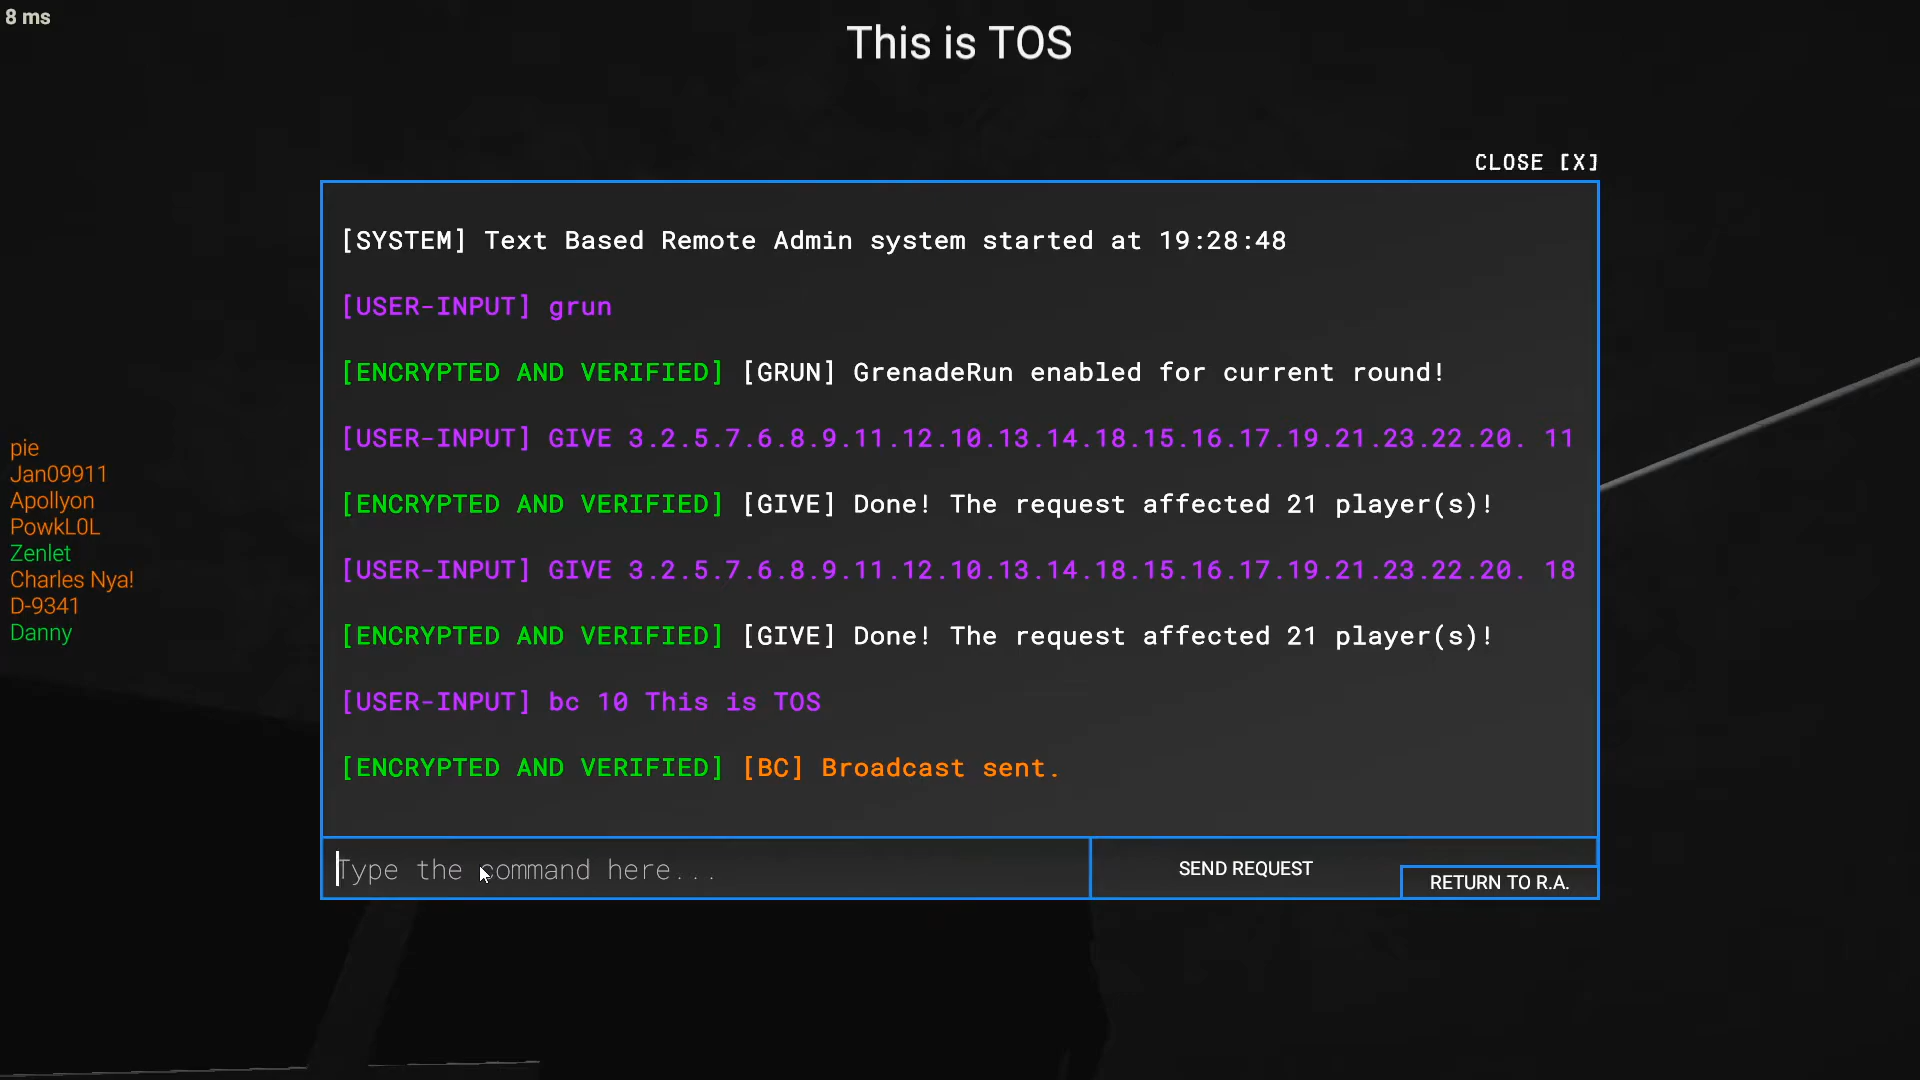 8 ms
This is TOS
CLOSE [X]
[SYSTEM] Text Based Remote Admin system started at 19:28:48
[USER-INPUT] grun
[ENCRYPTED AND VERIFIED] [GRUN] GrenadeRun enabled for current round!
[USER-INPUT] GIVE 3.2.5.7.6.8.9.11.12.10.13.14.18.15.16.17.19.21.23.22.20. 11
[ENCRYPTED AND VERIFIED] [GIVE] Done! The request affected 21 player(s)!
[USER-INPUT] GIVE 3.2.5.7.6.8.9.11.12.10.13.14.18.15.16.17.19.21.23.22.20. 18
[ENCRYPTED AND VERIFIED] [GIVE] Done! The request affected 21 player(s)!
[USER-INPUT] bc 10 This is TOS
[ENCRYPTED AND VERIFIED] [BC] Broadcast sent.
Type the command here...
SEND REQUEST
RETURN TO R.A.
pie
Jan09911
Apollyon
PowkL0L
Zenlet
Charles Nya!
D-9341
Danny